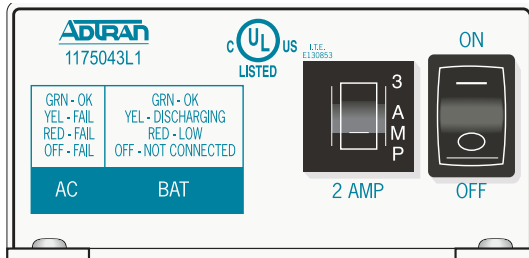 ADTRAN
1175043L1
C UL US
LISTED
I.T.E.
E130853
GRN - OK
YEL - FAIL
RED - FAIL
OFF - FAIL
GRN - OK
YEL - DISCHARGING
RED - LOW
OFF - NOT CONNECTED
AC
BAT
3
A
M
P
2 AMP
ON
OFF